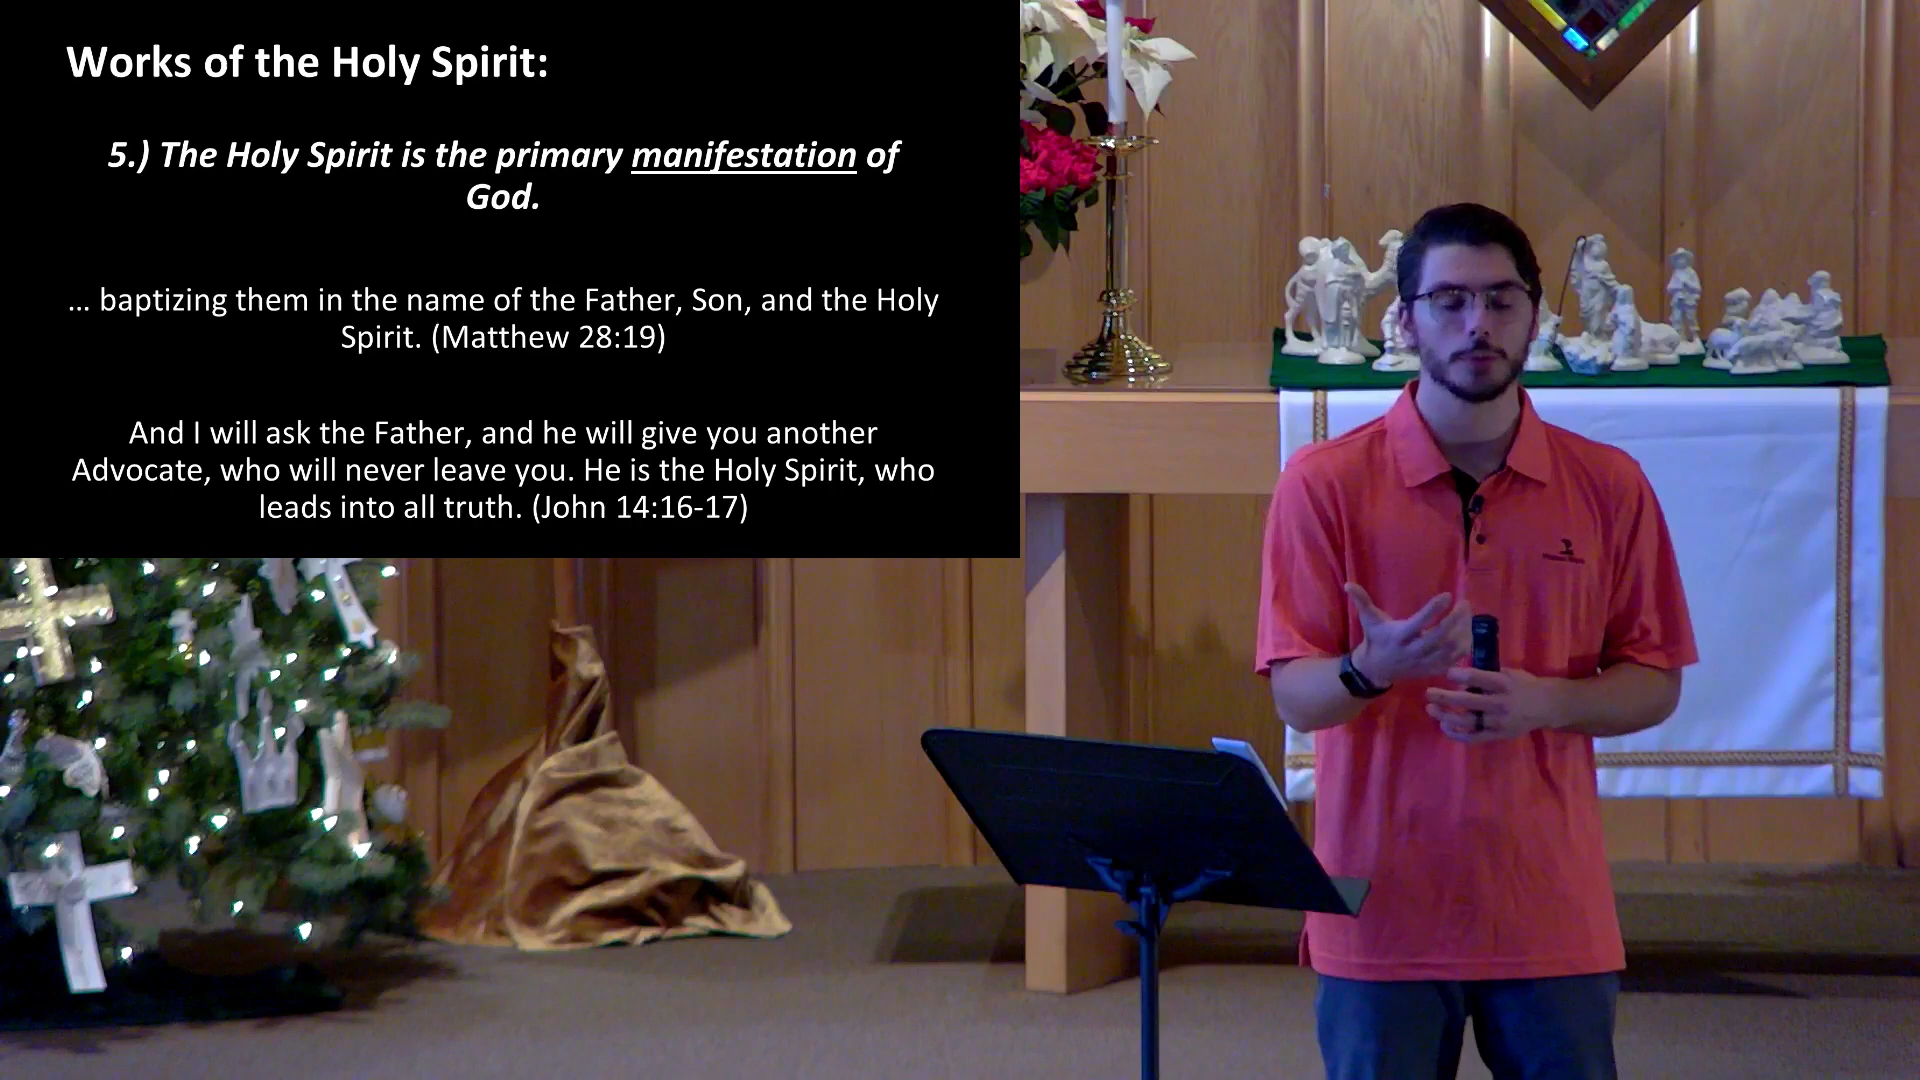 Works of the Holy Spirit:
5.) The Holy Spirit is the primary manifestation of
God.
... baptizing them in the name of the Father, Son, and the Holy
Spirit. (Matthew 28:19)
And I will ask the Father, and he will give you another
Advocate, who will never leave you. He is the Holy Spirit, who
leads into all truth. (John 14:16-17)